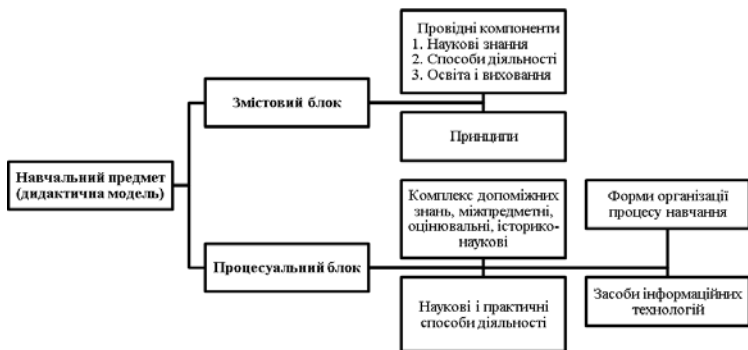 Провідні компоненти
1. Наукові знання
2. Способи діяльності
3. Освіта і виховання
Змістовий блок
Принципи
Навчальний предмет
(дидактична модель)
Комплекс допоміжних
знань, міжпредметні,
оцінювальні, історико-
наукові
Форми організації
процесу навчання
Процесуальний блок
Наукові і практичні
способи діяльності
Засоби інформаційних
технологій